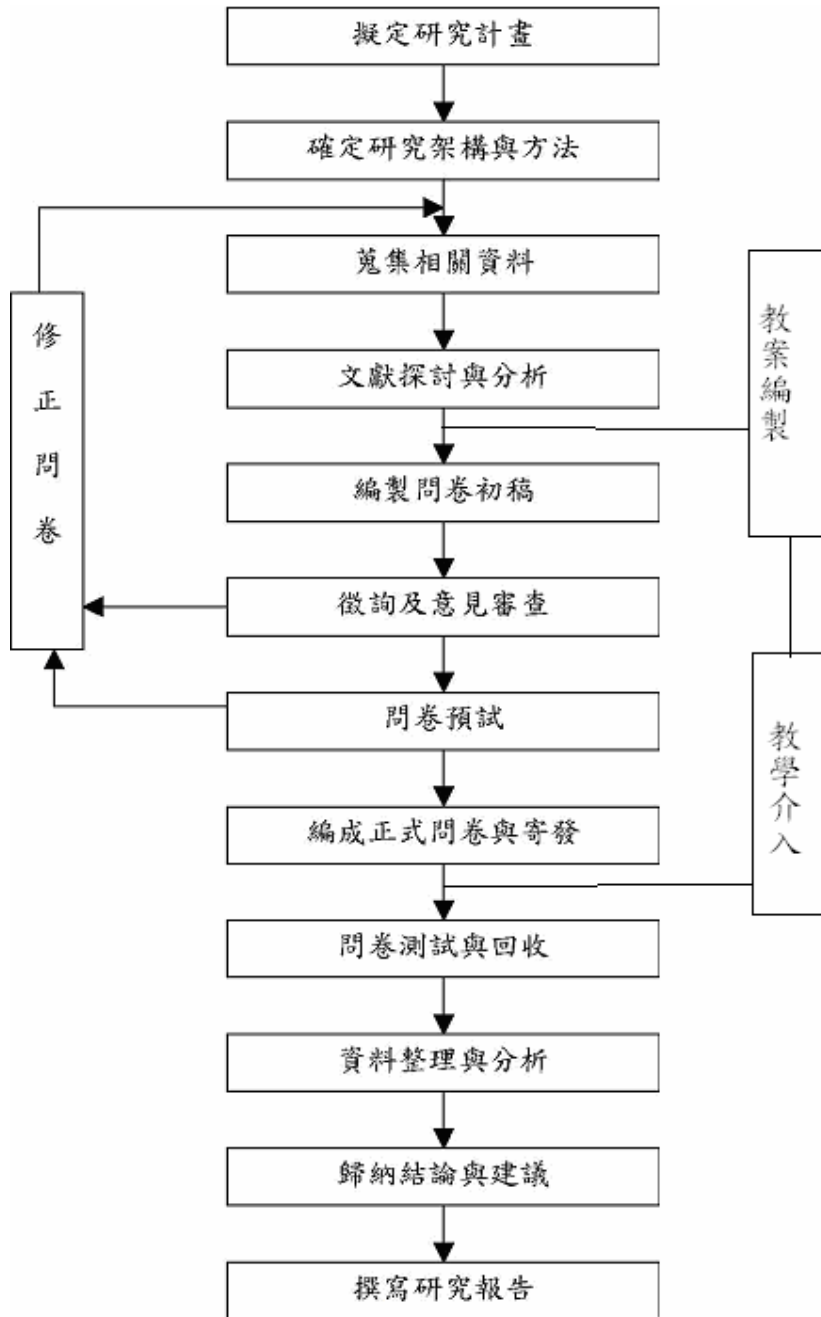 擬定研究計畫
確定研究架構與方法
蒐集相關資料
文獻探討與分析
編製問卷初稿
徵詢及意見審查
問卷預試
編成正式問卷與寄發
問卷測試與回收
資料整理與分析
歸納結論與建議
撰寫研究報告
修正問卷
教案編製
教學介入